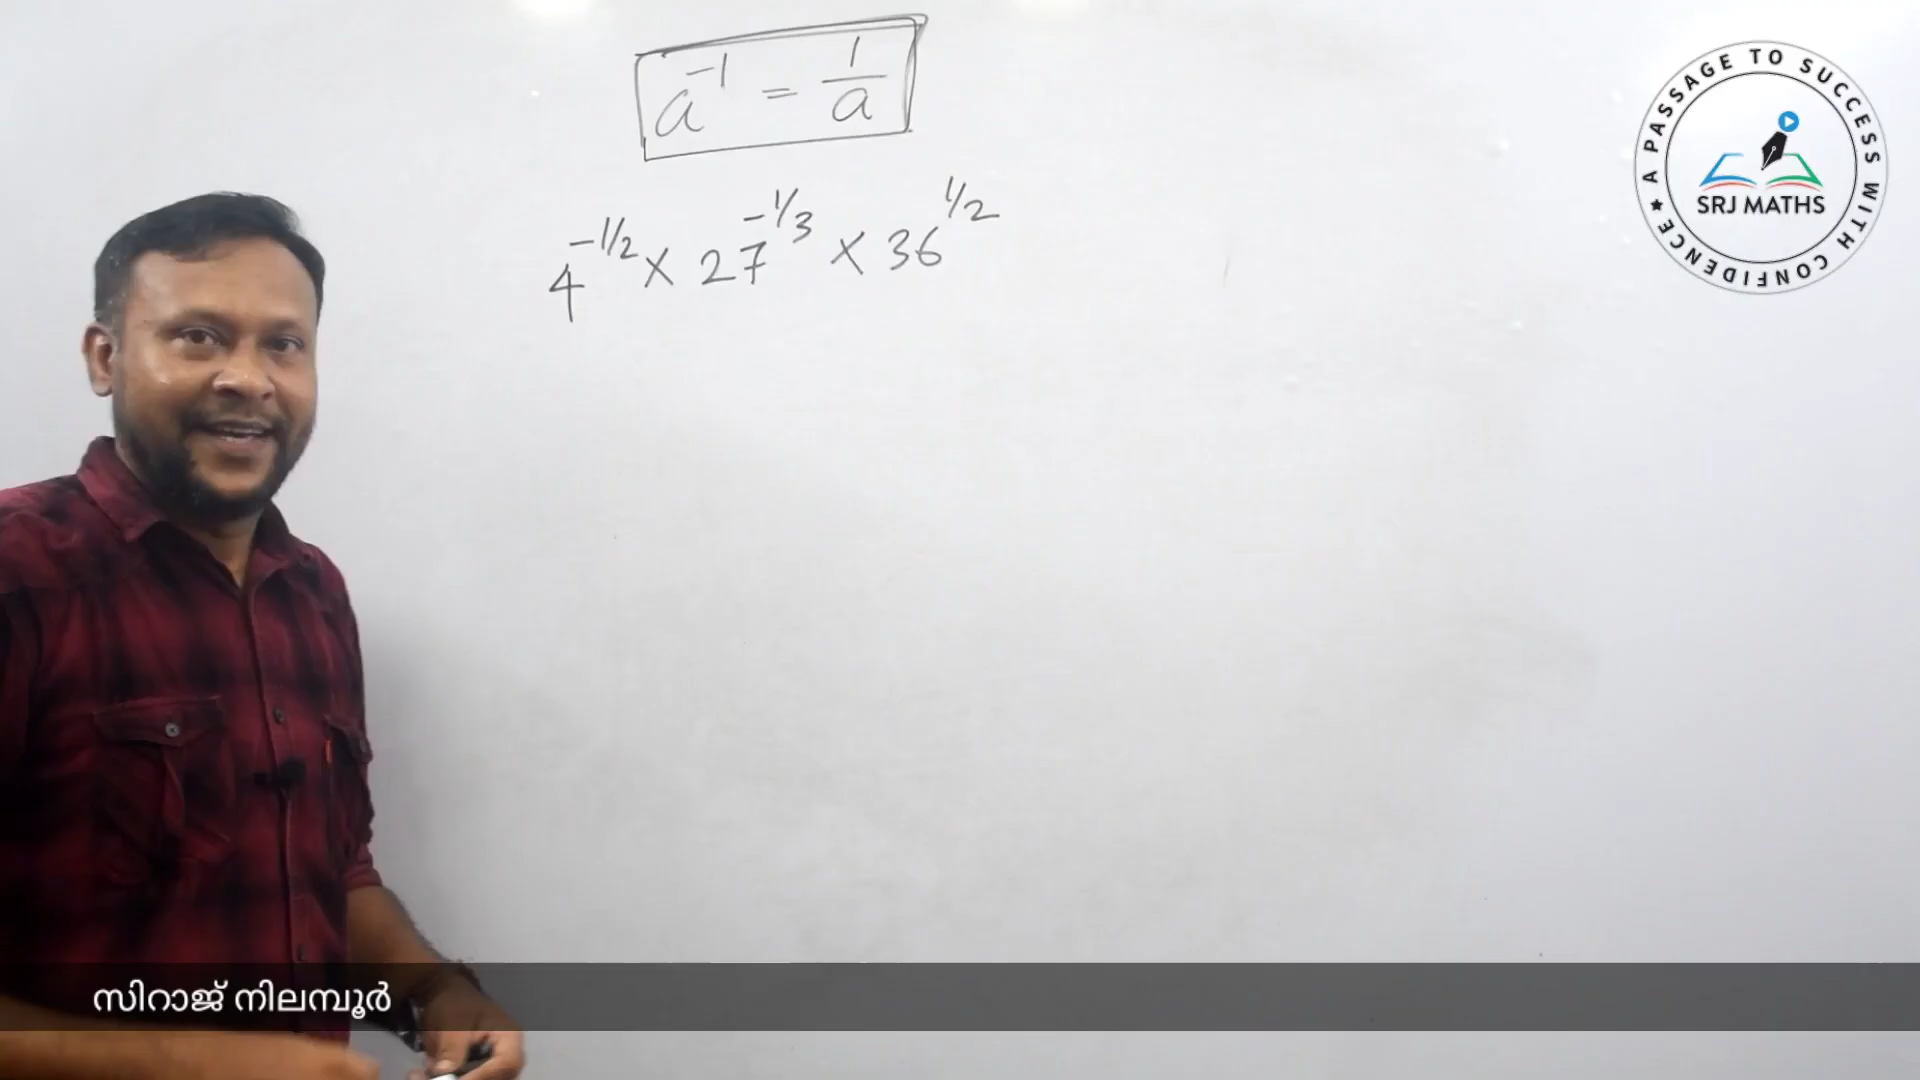 a⁻¹ = 1/a
4^-1/2 × 27^-1/3 × 36^1/2
A PASSAGE TO SUCCESS WITH CONFIDENCE ★
SRJ MATHS
സിറാജ് നിലമ്പൂർ